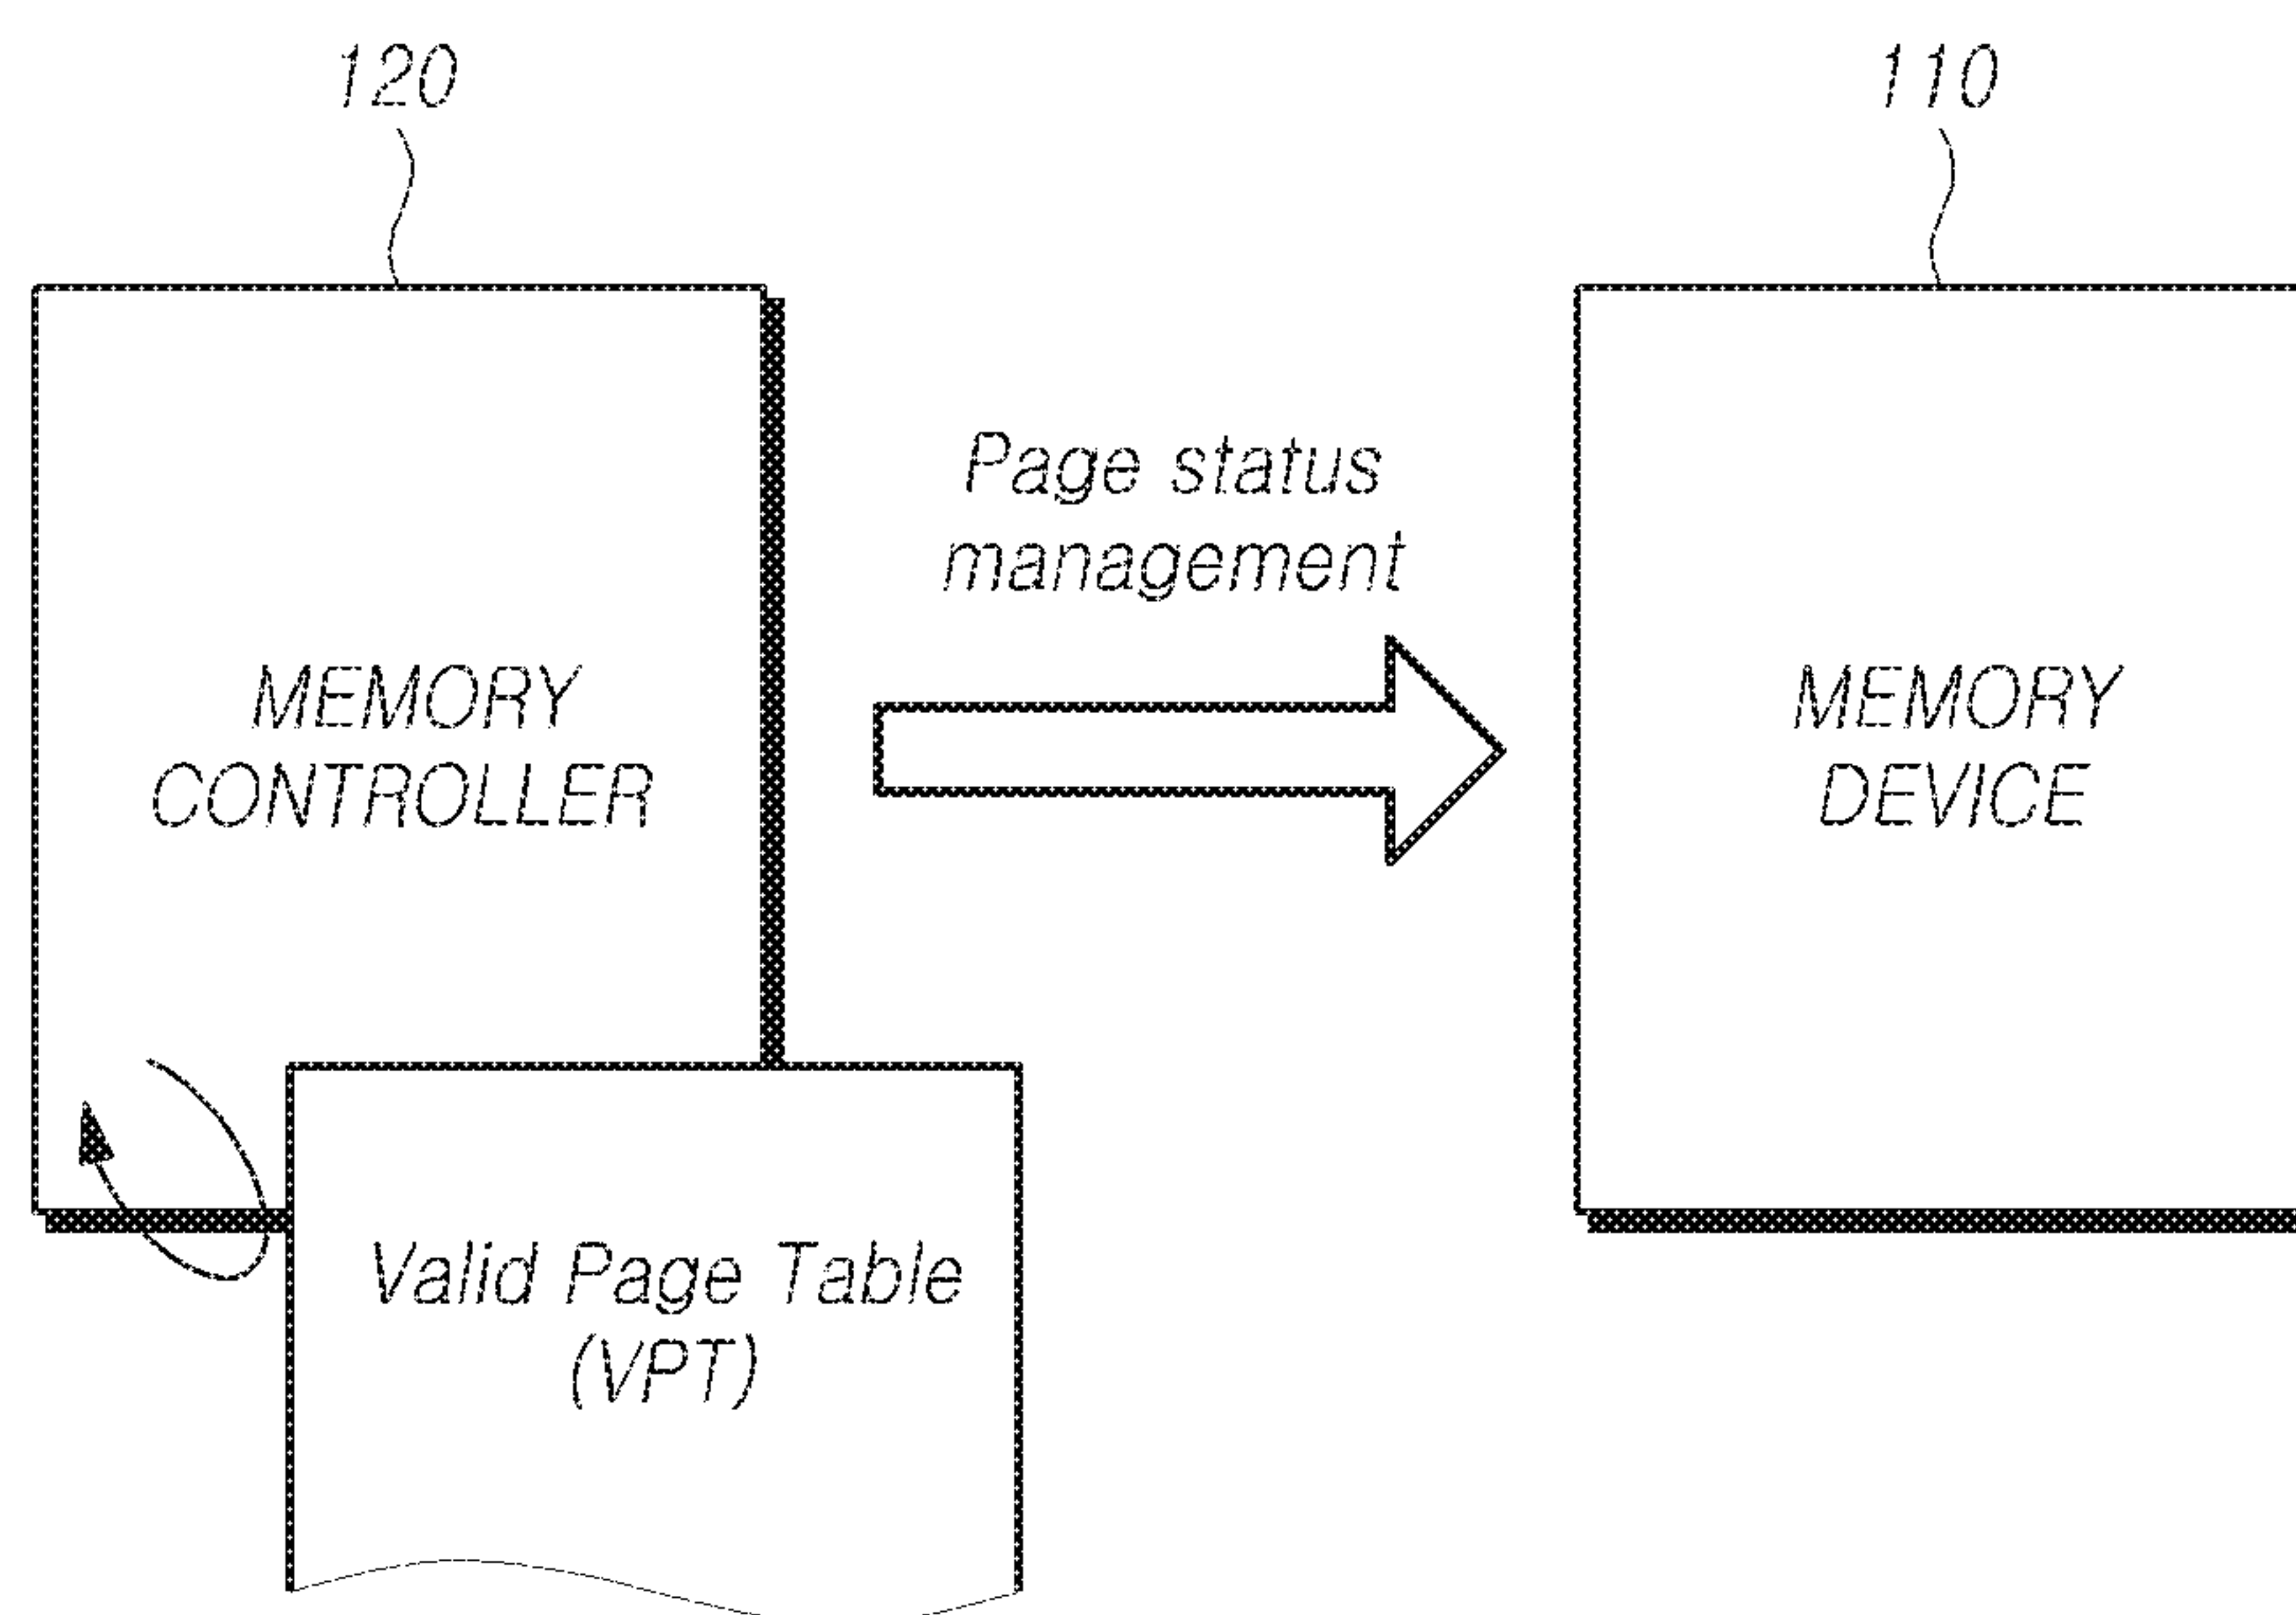 120
110
Page status
management
MEMORY
CONTROLLER
MEMORY
DEVICE
Valid Page Table
(VPT)